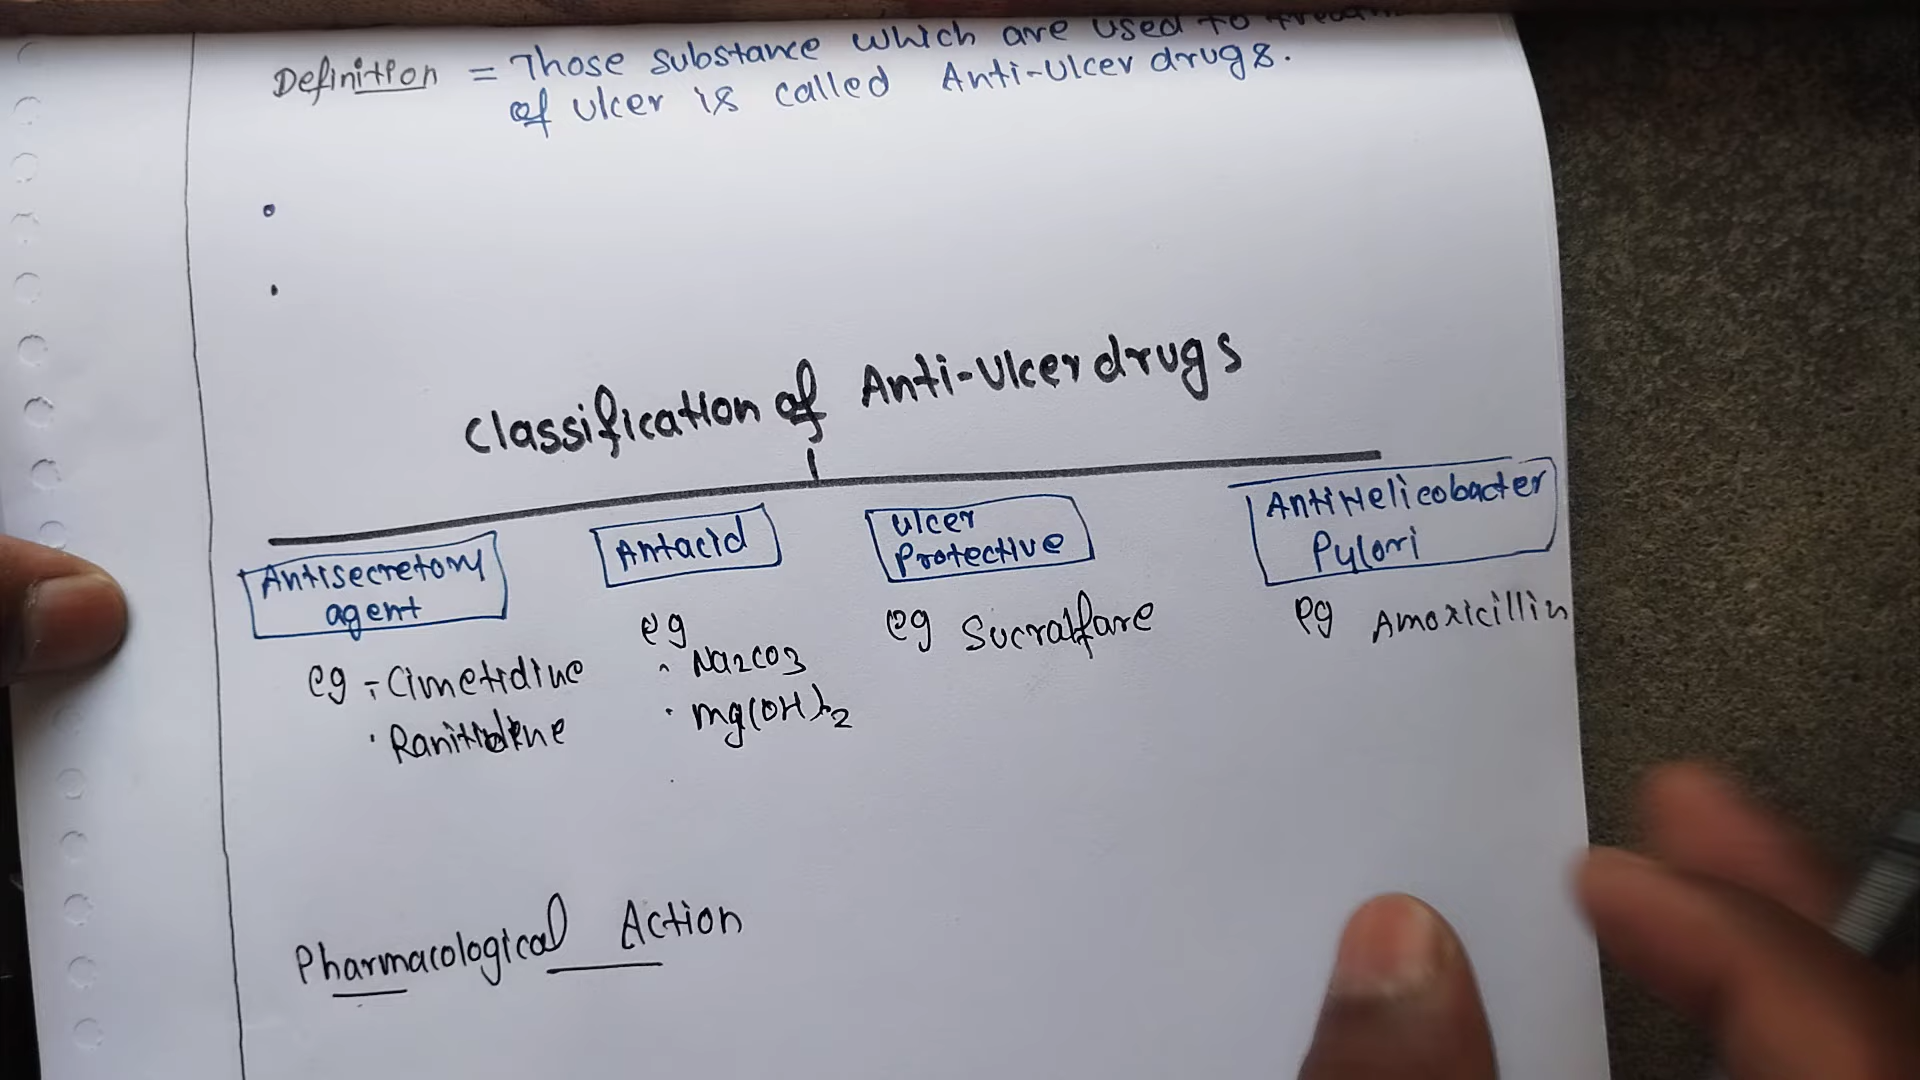 Definition = Those substance which are used to
of ulcer is called Anti-Ulcer drugs.
Classification of Anti-Ulcer drugs
Antisecretory
agent
eg - Cimetidine
• Ranitidine
Antacid
eg
• Na2CO3
• mg(OH)2
Ulcer
Protective
eg Sucralfare
AntiHelicobacter
Pylori
eg Amoxicillin
Pharmacological Action